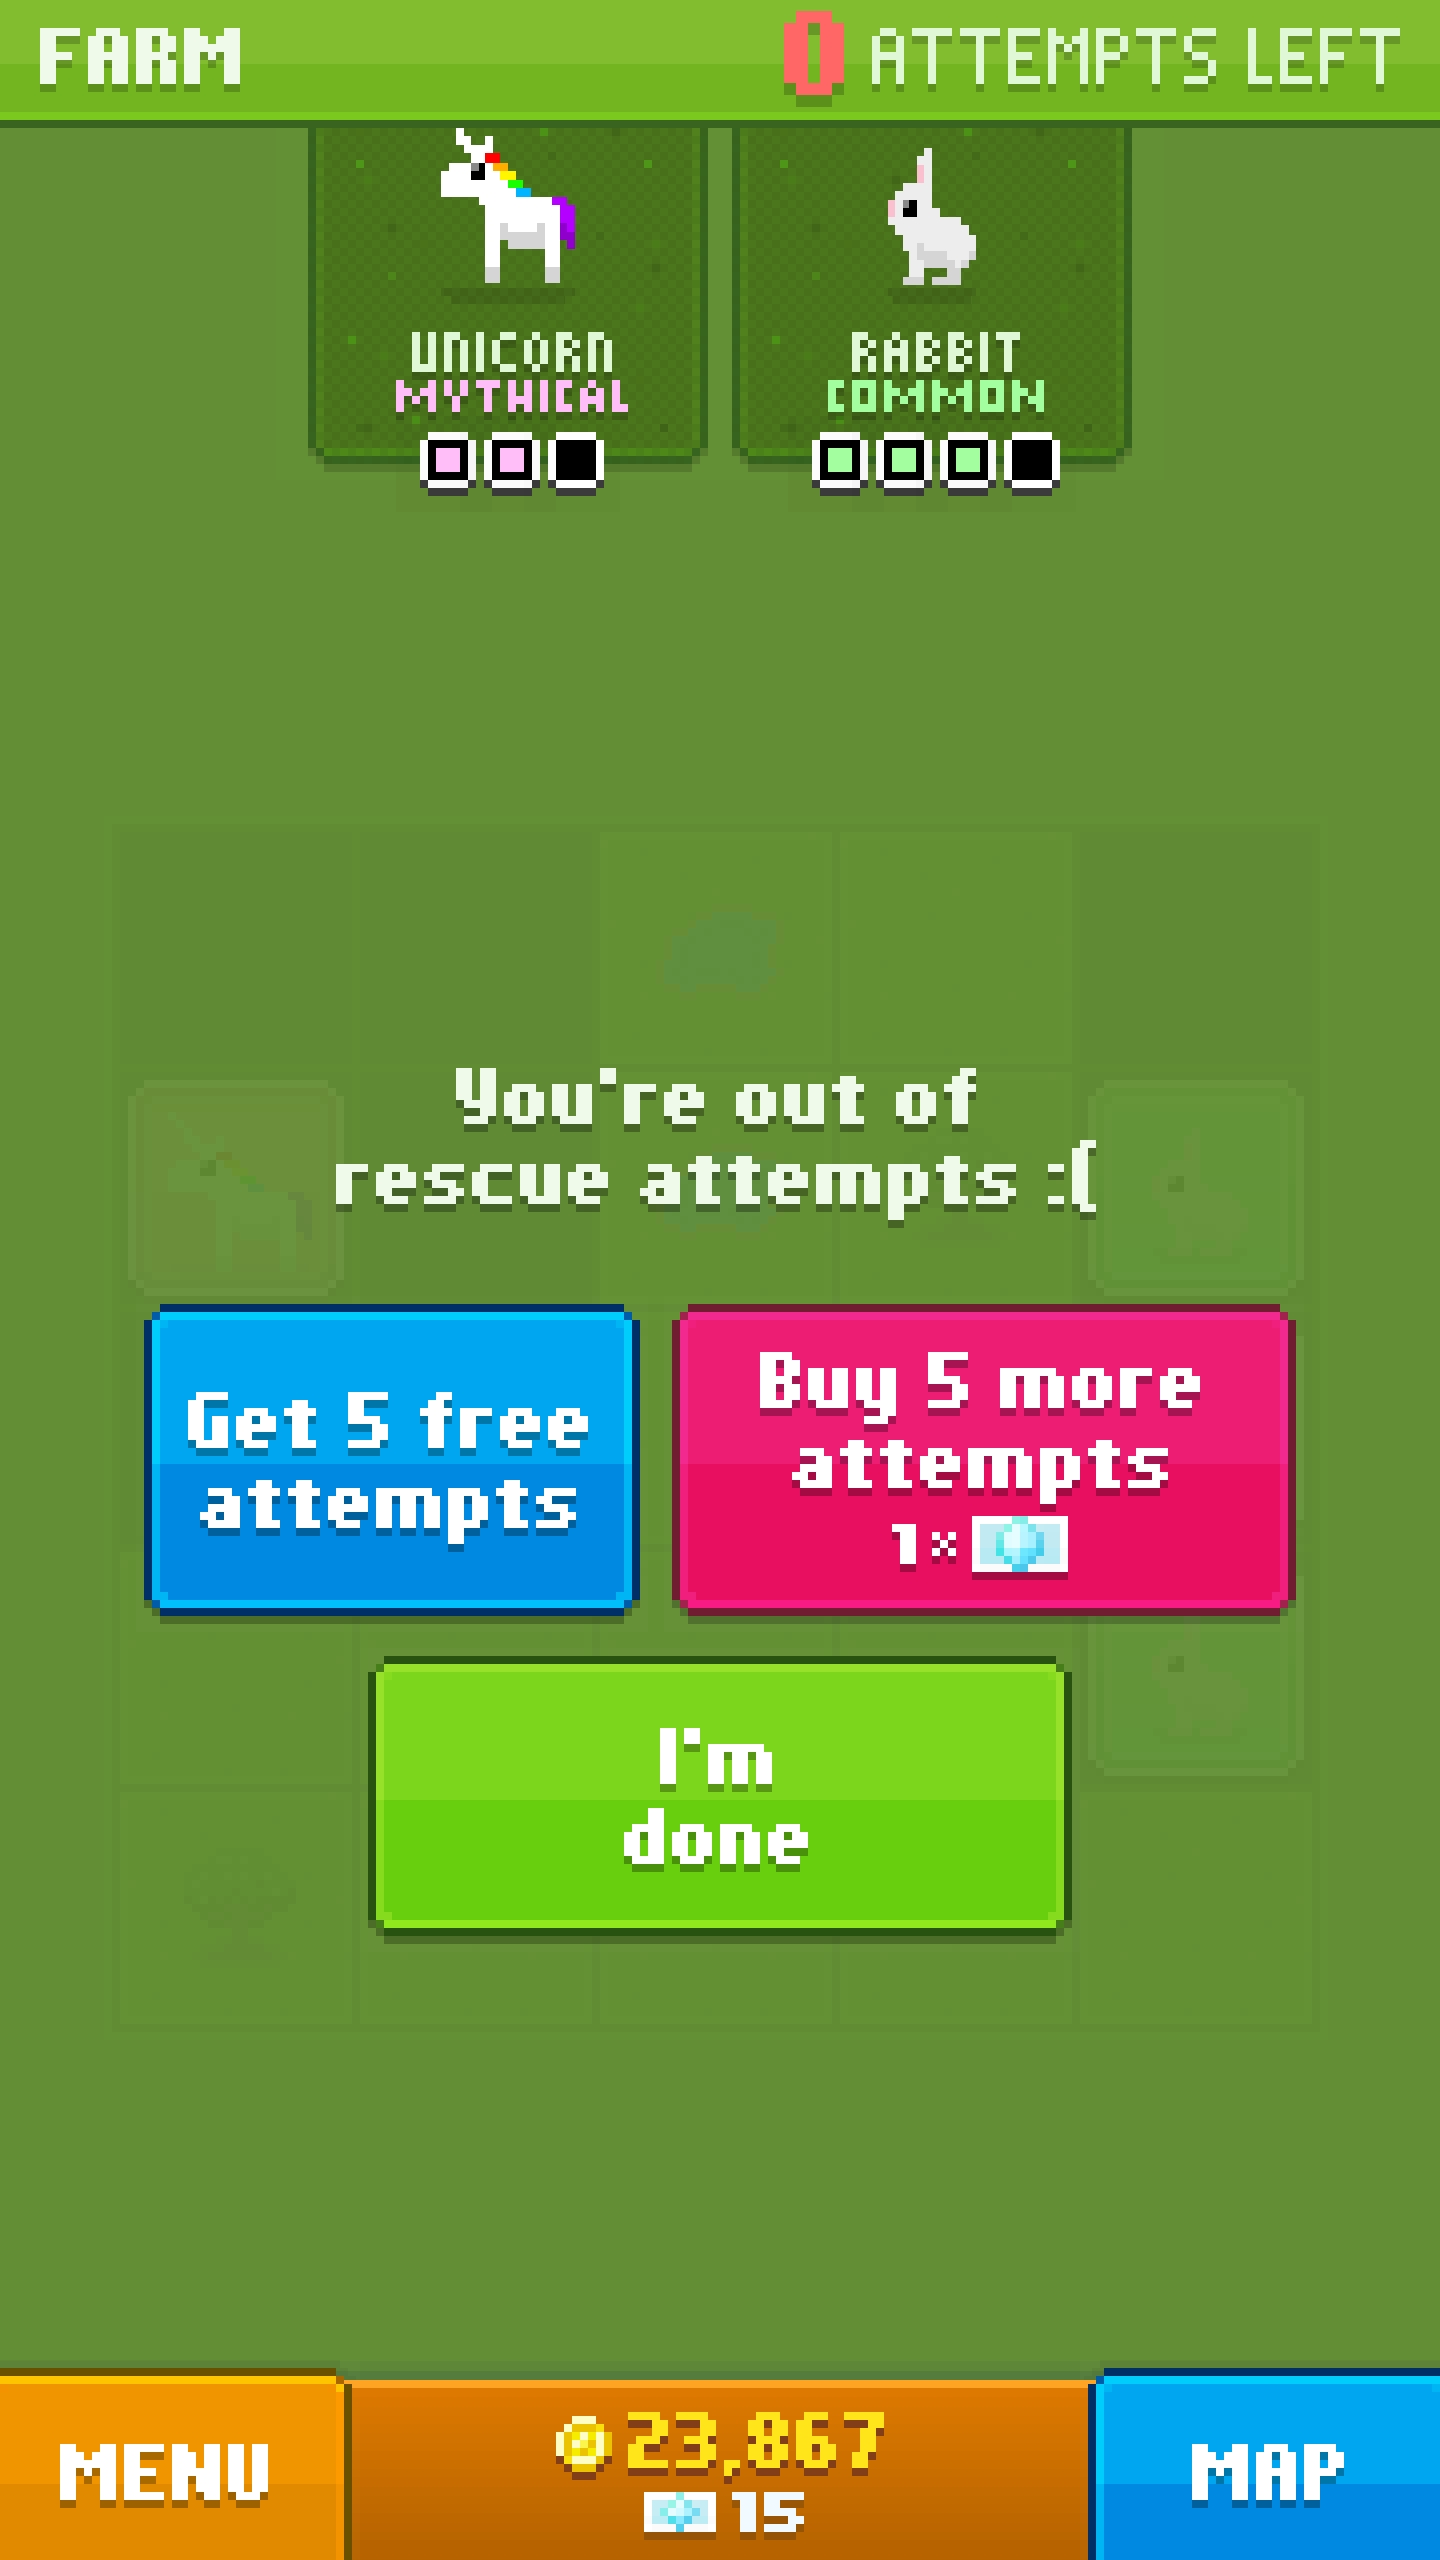 FARM
0 ATTEMPTS LEFT
UNICORN
MYTHICAL
RABBIT
COMMON
You're out of
rescue attempts :(
Get 5 free
attempts
Buy 5 more
attempts
1×
I'm
done
MENU
23,867
15
MAP